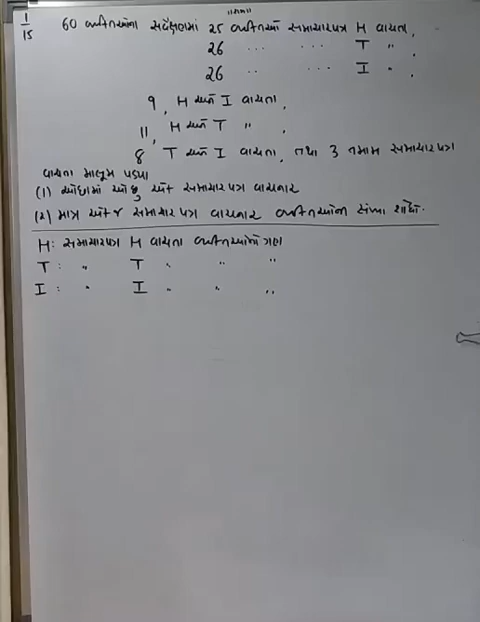 1/15 60 વ્યક્તિઓના સર્વેક્ષણમાં 25 વ્યક્તિઓ સમાચારપત્ર H વાંચતા,
26 ... ... T " .
26 .. ... I . .
9, H અને I વાંચતા,
11, H અને T " ,
8 T અને I વાંચતા, તથા 3 તમામ સમાચારપત્ર
વાંચતા માલૂમ પડ્યા
(1) ઓછામાં ઓછુ એક સમાચારપત્ર વાંચનાર
(2) માત્ર એક જ સમાચારપત્ર વાંચનાર વ્યક્તિઓની સંખ્યા શોધો.
H: સમાચારપત્ર H વાંચતા વ્યક્તિઓનો ગણ
T: " T " " "
I: " I " " "